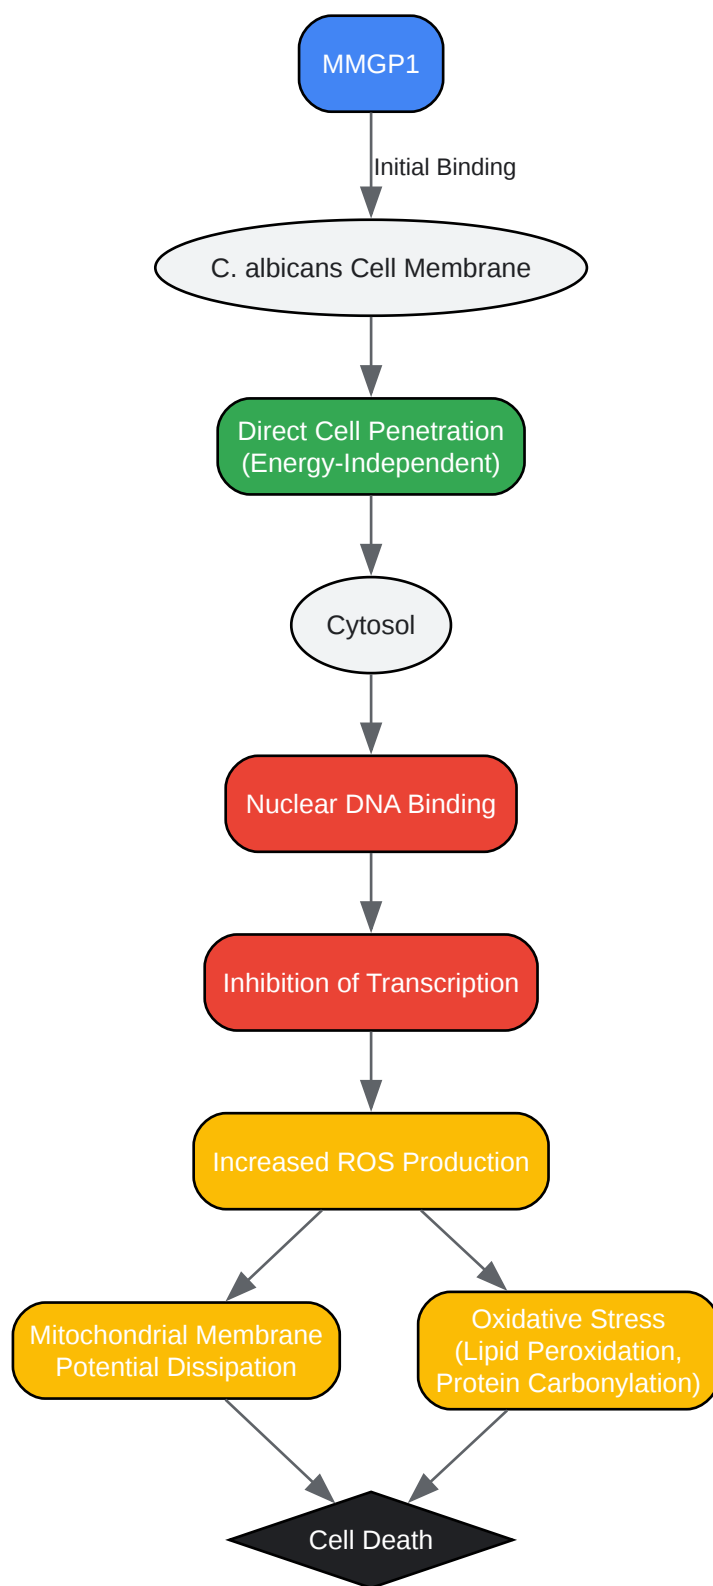 MMGP1
Initial Binding
C. albicans Cell Membrane
Direct Cell Penetration
(Energy-Independent)
Cytosol
Nuclear DNA Binding
Inhibition of Transcription
Increased ROS Production
Mitochondrial Membrane
Potential Dissipation
Oxidative Stress
(Lipid Peroxidation,
Protein Carbonylation)
Cell Death